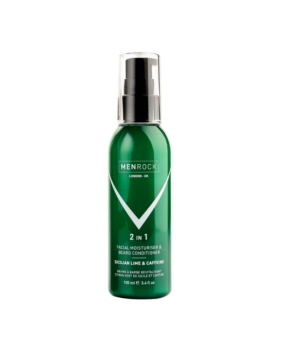 MENROCK
LONDON - UK
2 IN 1
FACIAL MOISTURISER &
BEARD CONDITIONER
SICILIAN LIME & CAFFEINE
100 ml ℮ 3.4 fl.oz